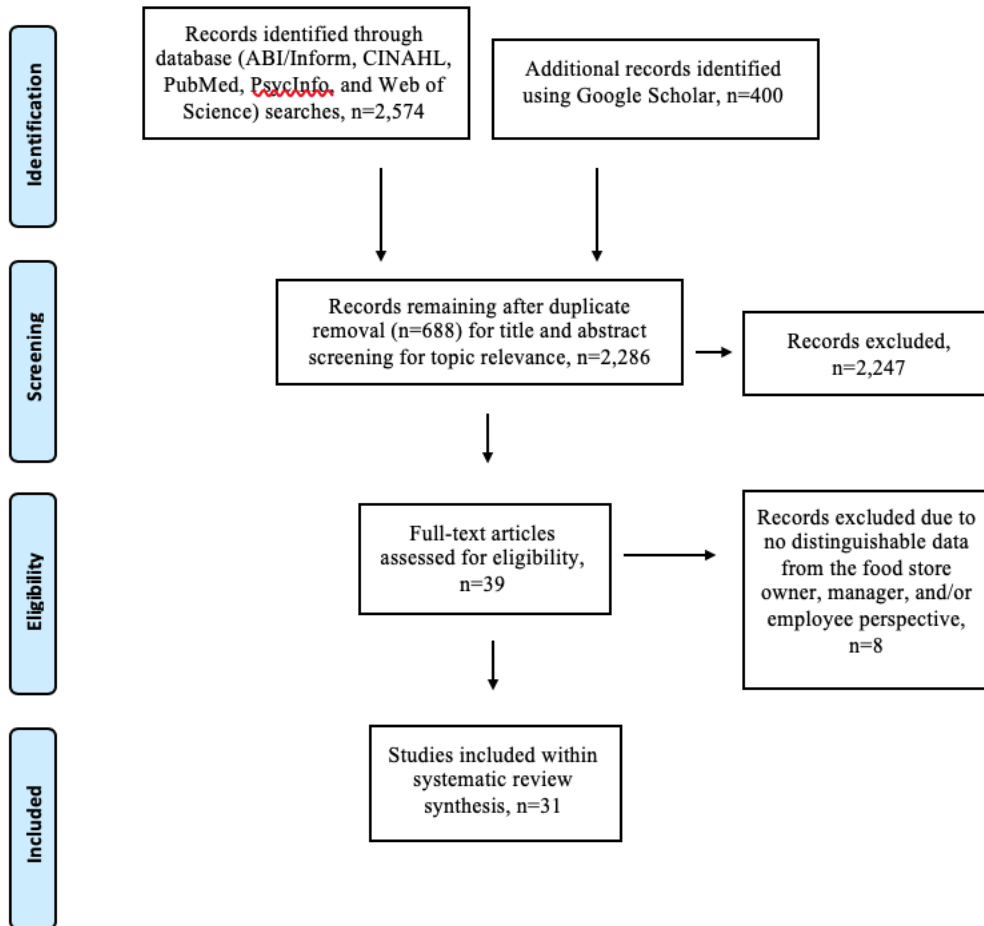 Identification
Records identified through
database (ABI/Inform, CINAHL,
PubMed, PsycInfo, and Web of
Science) searches, n=2,574
Additional records identified
using Google Scholar, n=400
Screening
Records remaining after duplicate
removal (n=688) for title and abstract
screening for topic relevance, n=2,286
Records excluded,
n=2,247
Eligibility
Full-text articles
assessed for eligibility,
n=39
Records excluded due to
no distinguishable data
from the food store
owner, manager, and/or
employee perspective,
n=8
Included
Studies included within
systematic review
synthesis, n=31